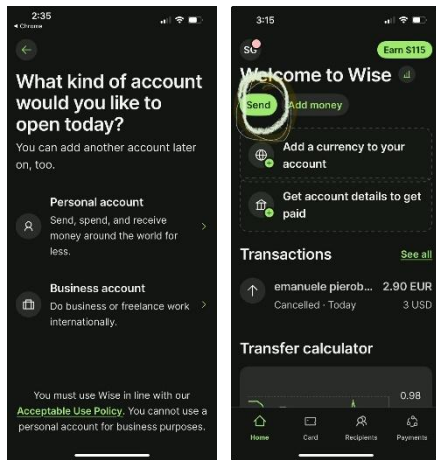 2:35
Chrome
What kind of account
would you like to
open today?
You can add another account later
on, too.
Personal account
Send, spend, and receive
money around the world for
less.
Business account
Do business or freelance work
internationally.
You must use Wise in line with our
Acceptable Use Policy. You cannot use a
personal account for business purposes.
3:15
SG
Earn $115
Welcome to Wise
Send
Add money
Add a currency to your
account
Get account details to get
paid
Transactions
See all
emanuele pierob... 2.90 EUR
Cancelled · Today 3 USD
Transfer calculator
0.98
Home Card Recipients Payments